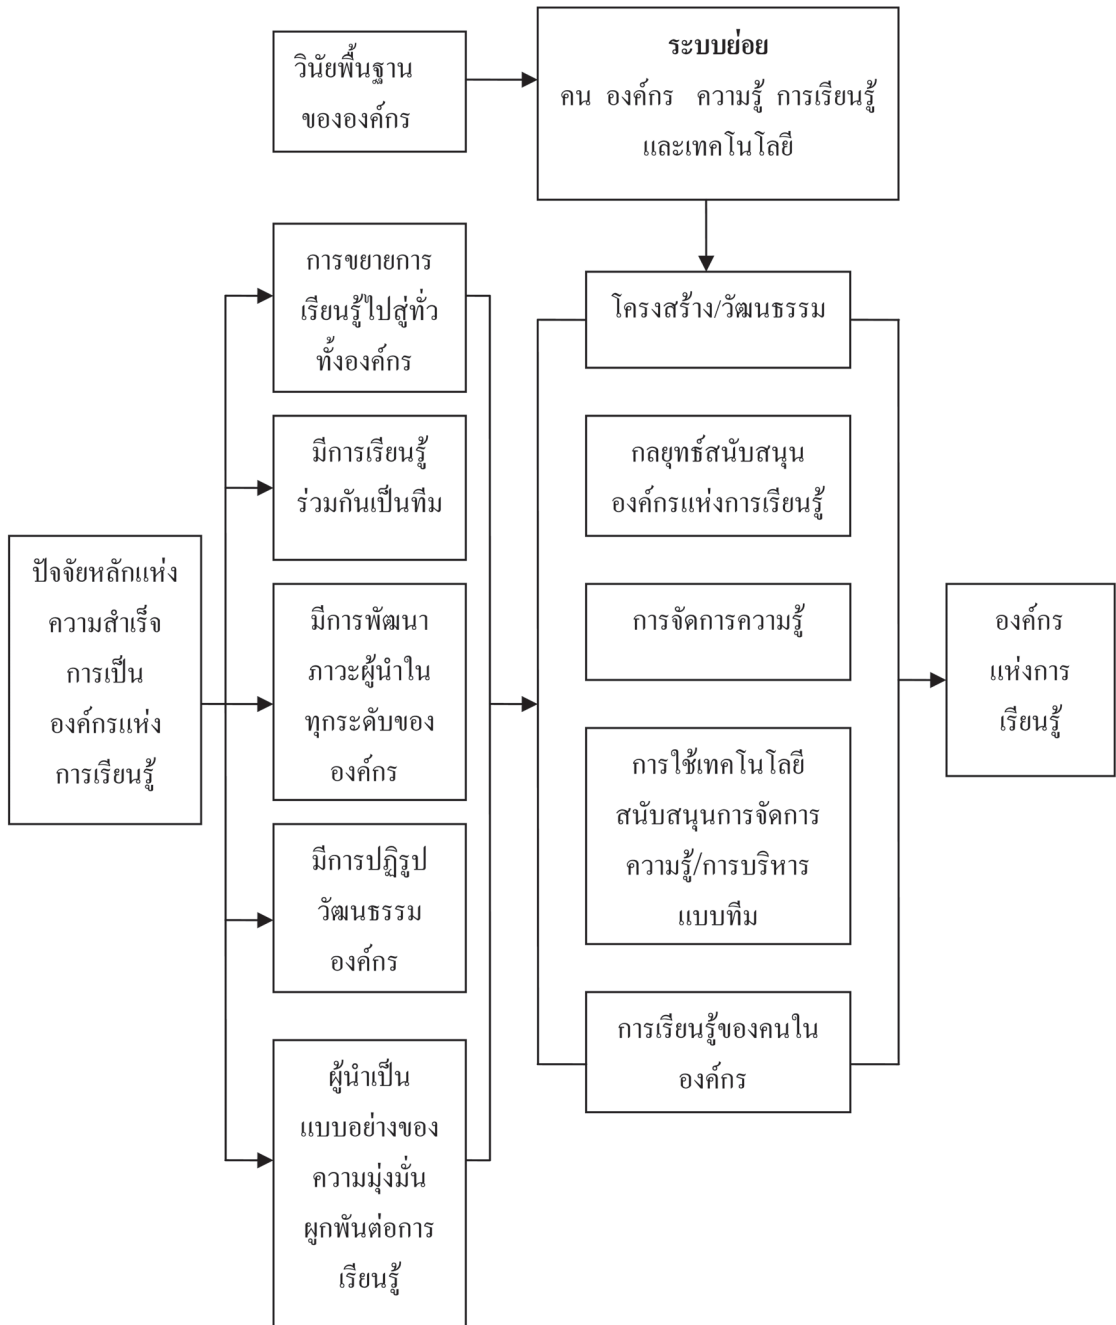 วินัยพื้นฐาน
ขององค์กร
ระบบย่อย
คน องค์กร ความรู้ การเรียนรู้
และเทคโนโลยี
การขยายการ
เรียนรู้ไปสู่ทั่ว
ทั้งองค์กร
โครงสร้าง/วัฒนธรรม
มีการเรียนรู้
ร่วมกันเป็นทีม
กลยุทธ์สนับสนุน
องค์กรแห่งการเรียนรู้
ปัจจัยหลักแห่ง
ความสำเร็จ
การเป็น
องค์กรแห่ง
การเรียนรู้
มีการพัฒนา
ภาวะผู้นำใน
ทุกระดับของ
องค์กร
การจัดการความรู้
องค์กร
แห่งการ
เรียนรู้
การใช้เทคโนโลยี
สนับสนุนการจัดการ
ความรู้/การบริหาร
แบบทีม
มีการปฏิรูป
วัฒนธรรม
องค์กร
การเรียนรู้ของคนใน
องค์กร
ผู้นำเป็น
แบบอย่างของ
ความมุ่งมั่น
ผูกพันต่อการ
เรียนรู้